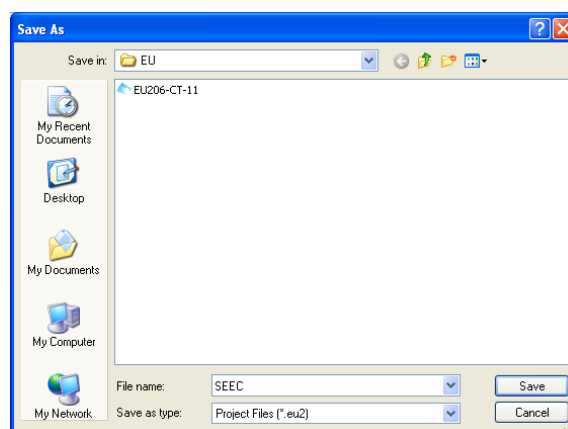 Save As
Save in:
EU
EU206-CT-11
My Recent
Documents
Desktop
My Documents
My Computer
My Network
File name:
SEEC
Save
Save as type:
Project Files (*.eu2)
Cancel